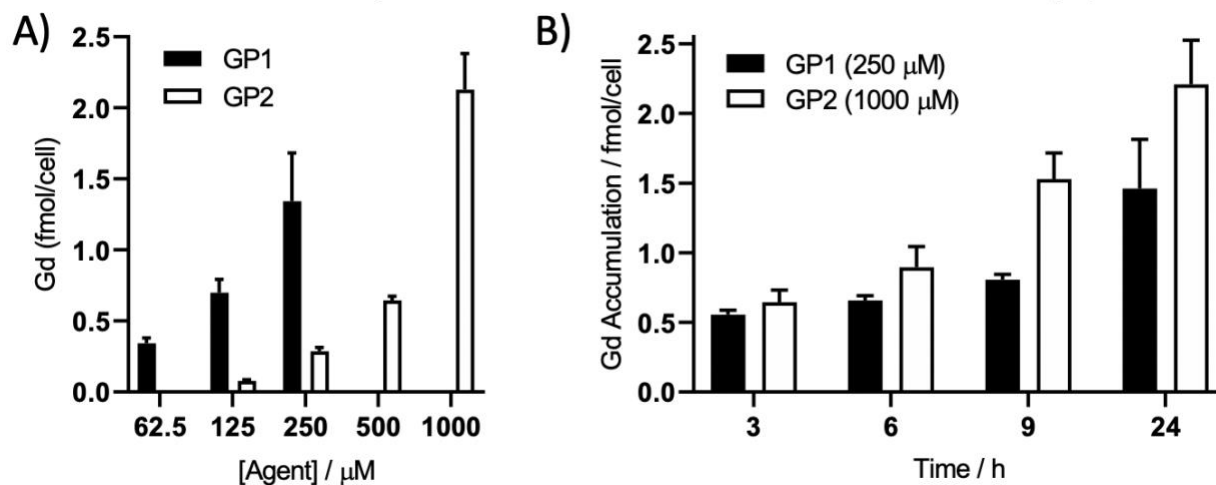 A)
2.5
2.0
1.5
1.0
0.5
0.0
Gd (fmol/cell)
GP1
GP2
62.5 125 250 500 1000
[Agent] / μM
B)
2.5
2.0
1.5
1.0
0.5
0.0
Gd Accumulation / fmol/cell
GP1 (250 μM)
GP2 (1000 μM)
3 6 9 24
Time / h